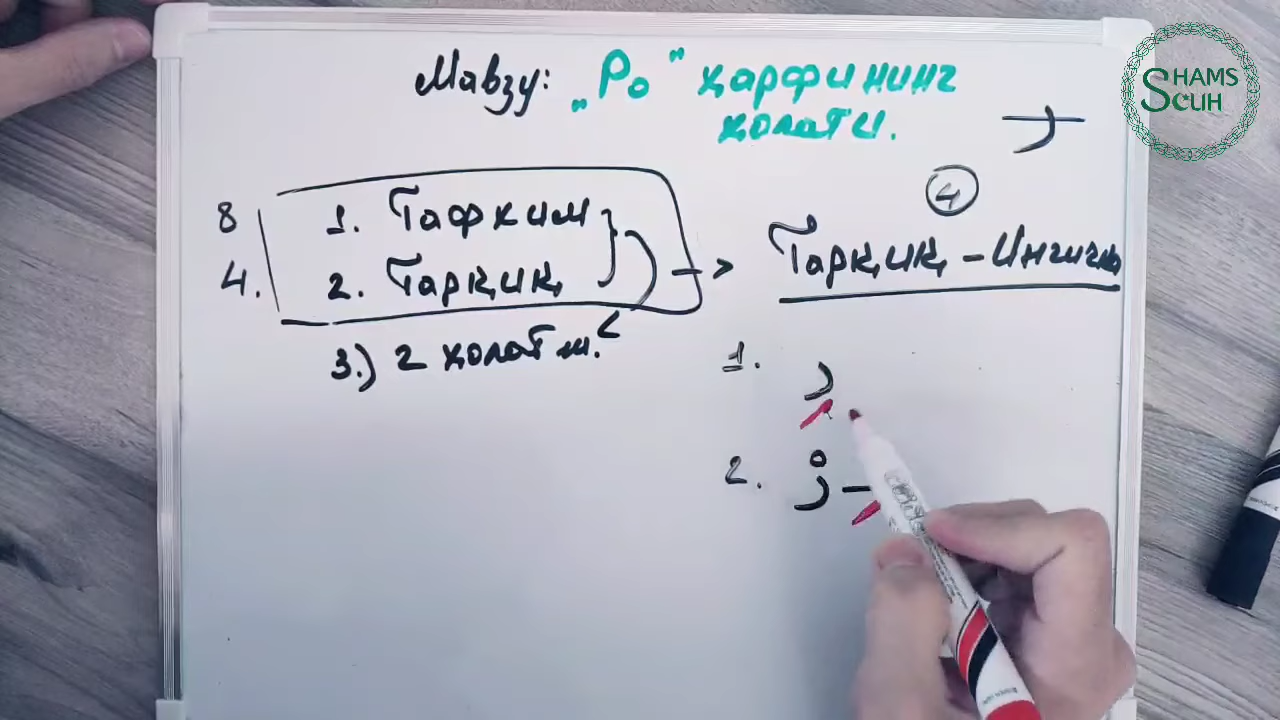 Мавзу: „Ро" ҳарфининг
ҳолати.
SHAMS
SCUH
8 1. Тафхим
4. 2. Тарқиқ
3.) 2 ҳолатли.
4
Тарқиқ - Ингичка
1. رِ
2. رْ -